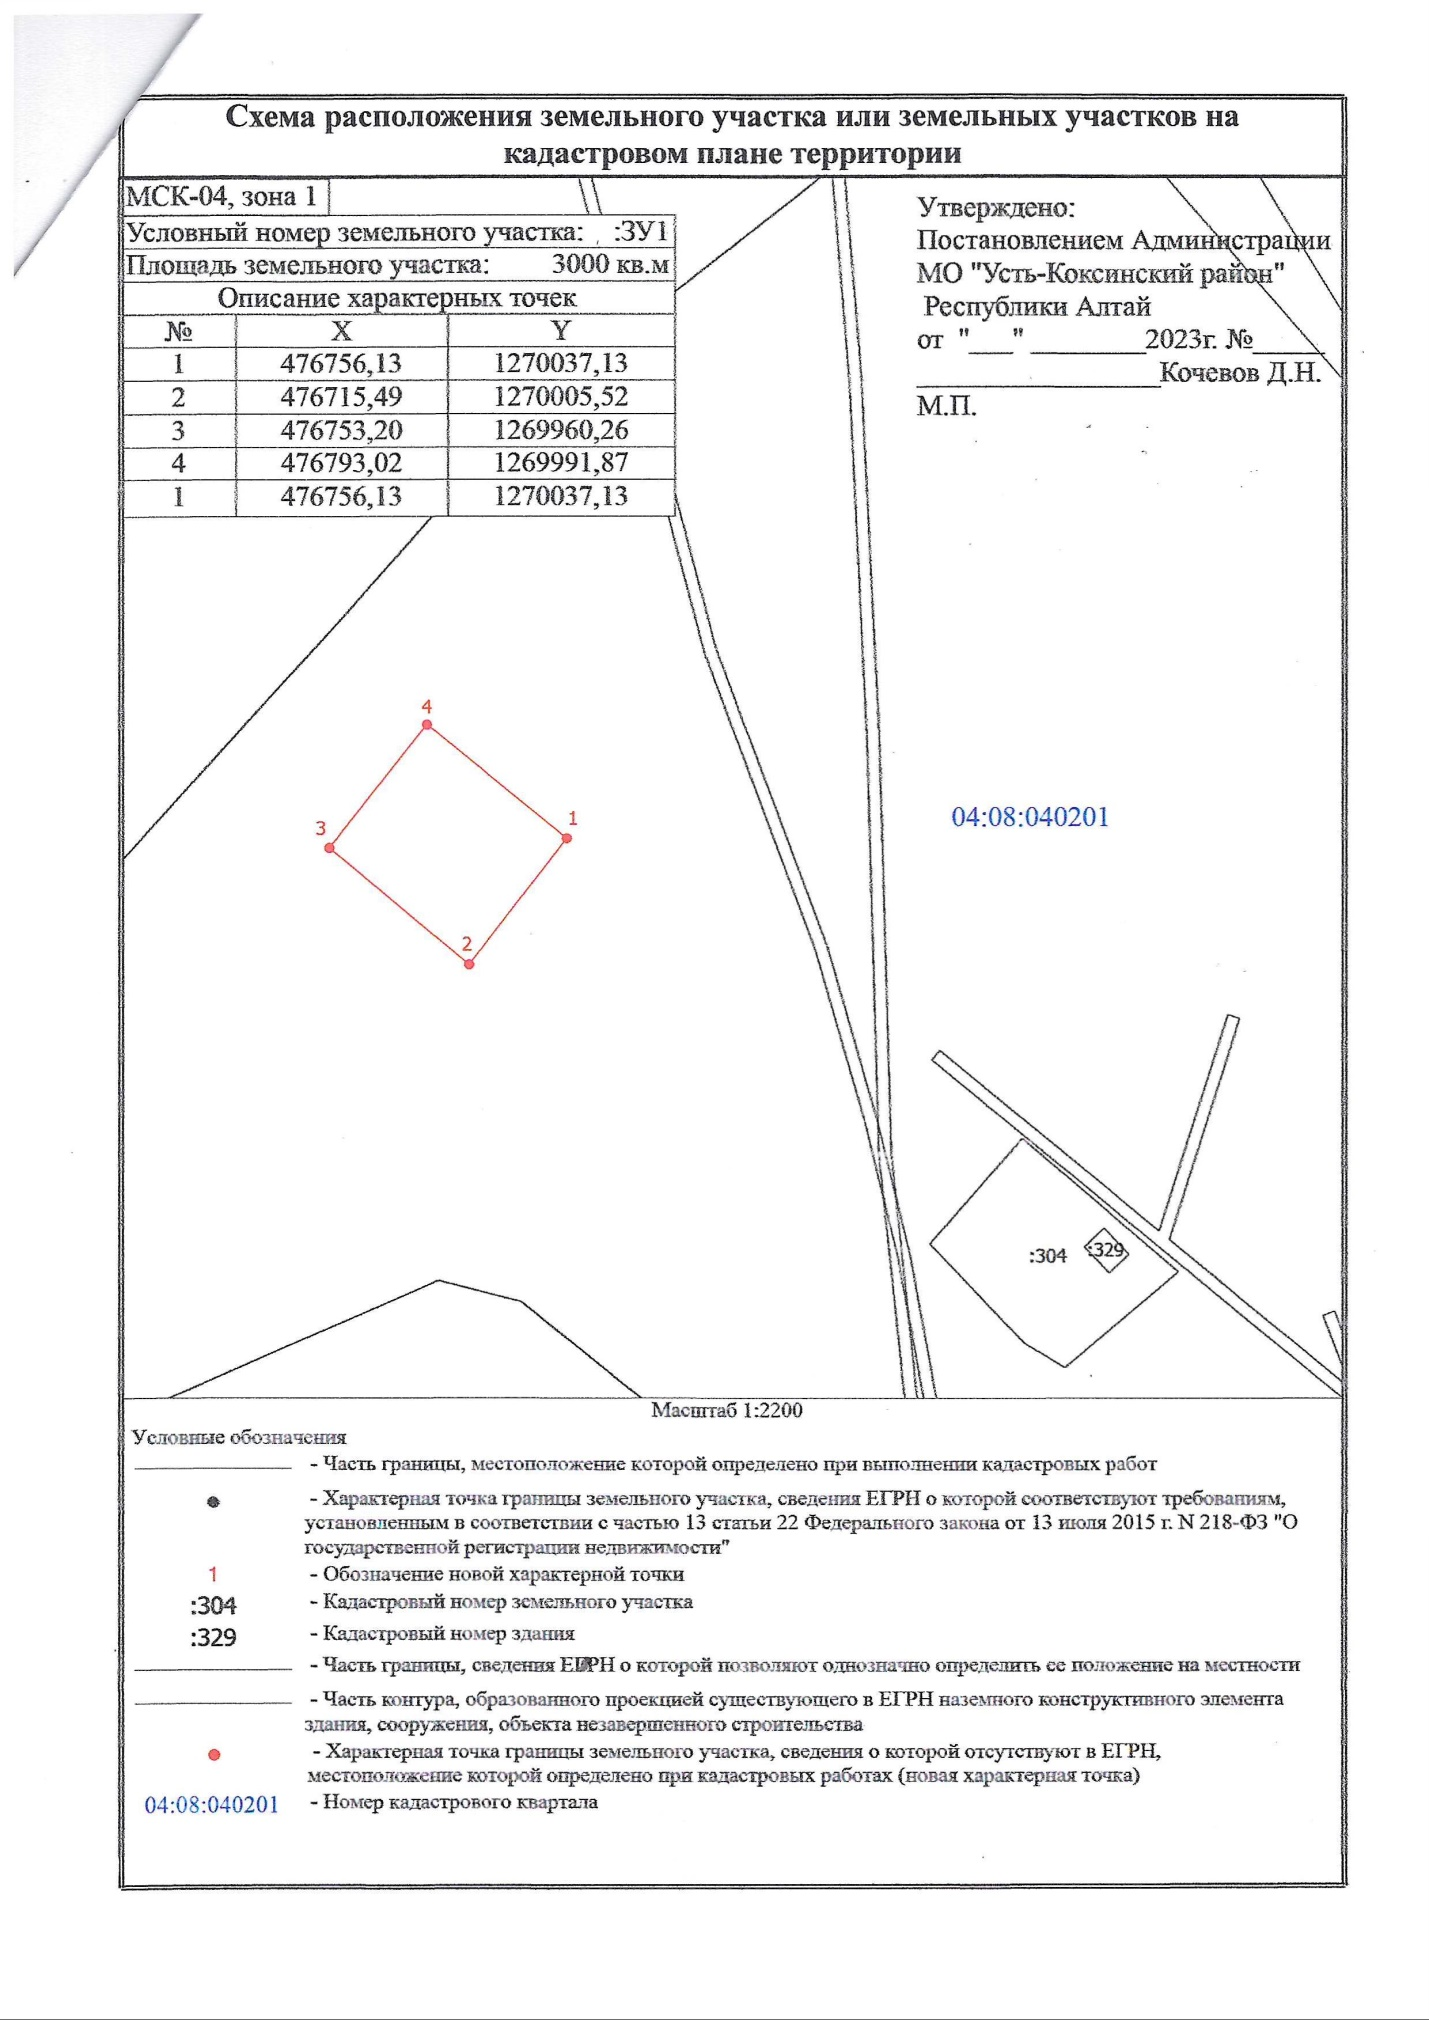 Схема расположения земельного участка или земельных участков на
кадастровом плане территории
МСК-04, зона 1
Условный номер земельного участка: :ЗУ1
Площадь земельного участка: 3000 кв.м
Описание характерных точек
№ X Y
1 476756,13 1270037,13
2 476715,49 1270005,52
3 476753,20 1269960,26
4 476793,02 1269991,87
1 476756,13 1270037,13
Утверждено:
Постановлением Администрации
МО "Усть-Коксинский район"
Республики Алтай
от "___" ________2023г. №_____
_________________Кочевов Д.Н.
М.П.
4
3
1
2
04:08:040201
:304
:329
Масштаб 1:2200
Условные обозначения
- Часть границы, местоположение которой определено при выполнении кадастровых работ
- Характерная точка границы земельного участка, сведения ЕГРН о которой соответствуют требованиям,
установленным в соответствии с частью 13 статьи 22 Федерального закона от 13 июля 2015 г. N 218-ФЗ "О
государственной регистрации недвижимости"
1 - Обозначение новой характерной точки
:304 - Кадастровый номер земельного участка
:329 - Кадастровый номер здания
- Часть границы, сведения ЕГРН о которой позволяют однозначно определить ее положение на местности
- Часть контура, образованного проекцией существующего в ЕГРН наземного конструктивного элемента
здания, сооружения, объекта незавершенного строительства
- Характерная точка границы земельного участка, сведения о которой отсутствуют в ЕГРН,
местоположение которой определено при кадастровых работах (новая характерная точка)
04:08:040201 - Номер кадастрового квартала